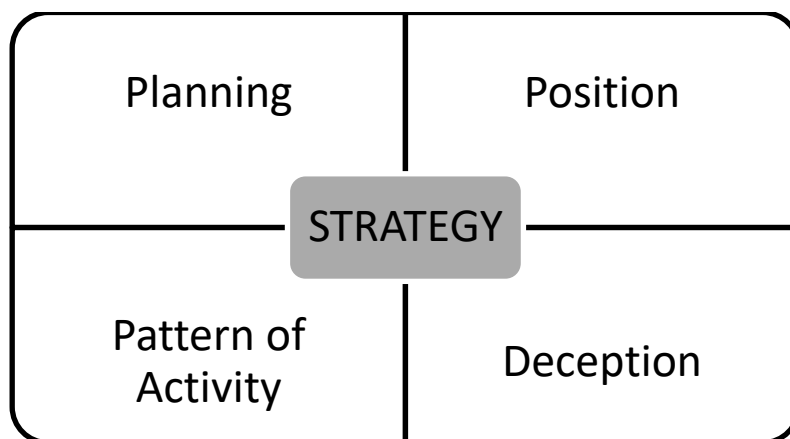 Planning
Position
STRATEGY
Pattern of
Activity
Deception